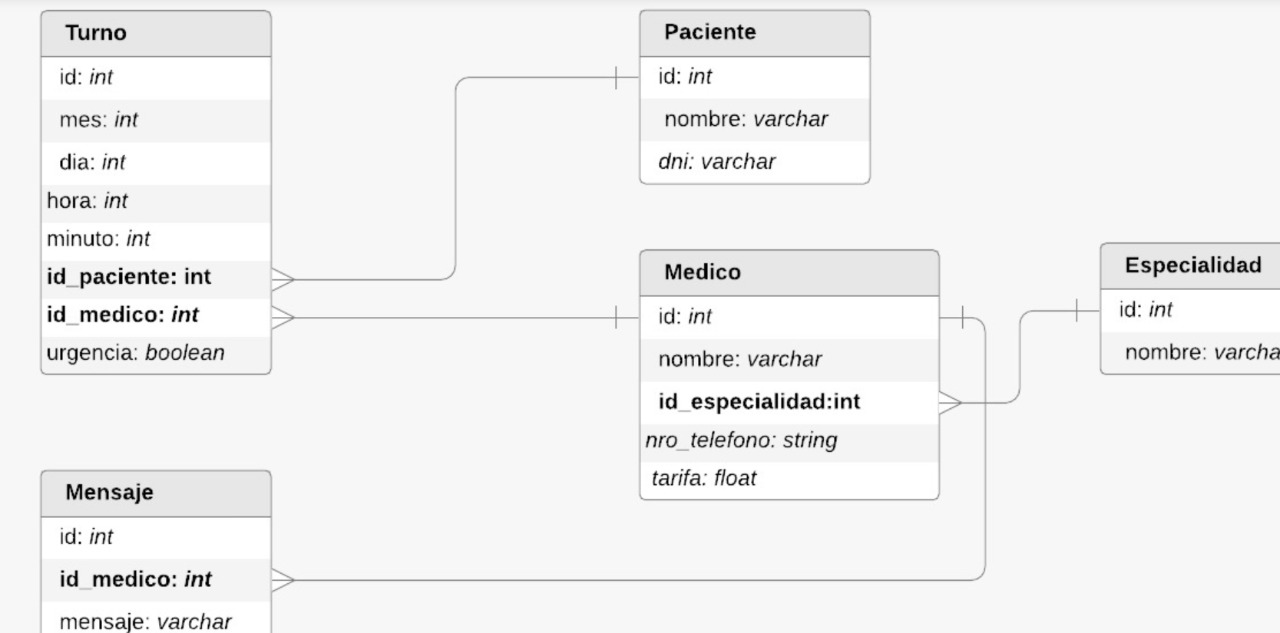 Turno
id: int
mes: int
dia: int
hora: int
minuto: int
id_paciente: int
id_medico: int
urgencia: boolean
Paciente
id: int
nombre: varchar
dni: varchar
Medico
id: int
nombre: varchar
id_especialidad:int
nro_telefono: string
tarifa: float
Especialidad
id: int
nombre: varcha
Mensaje
id: int
id_medico: int
mensaje: varchar